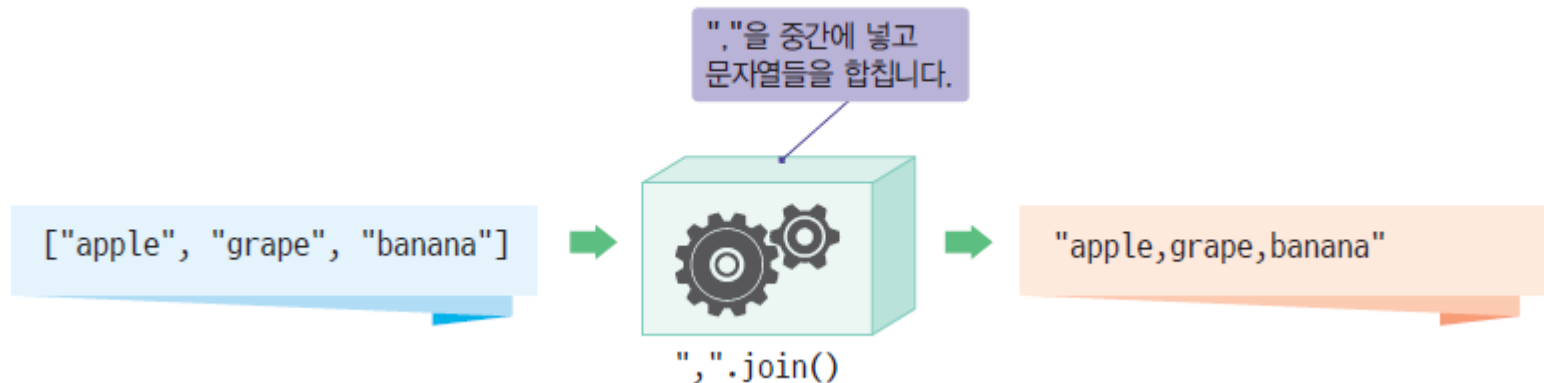 ","을 중간에 넣고
문자열들을 합칩니다.
["apple", "grape", "banana"]
"apple,grape,banana"
",".join()